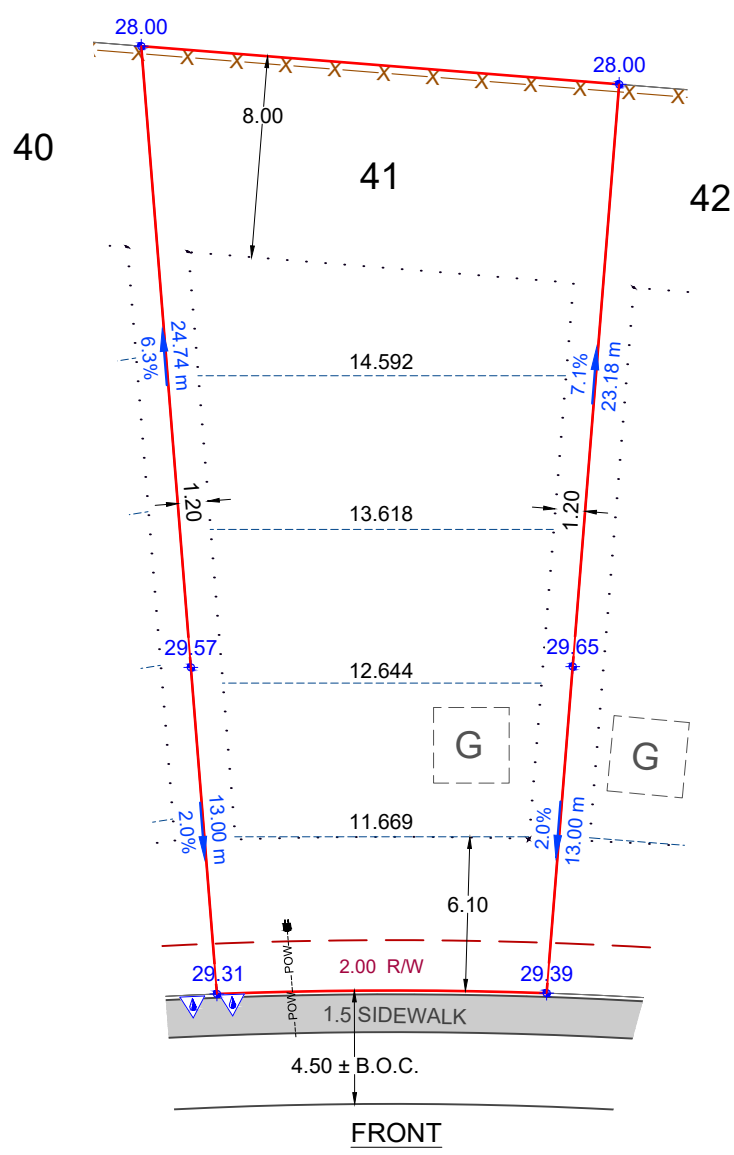 28.00
28.00
8.00
40
41
42
24.74 m
6.3%
14.592
7.1%
23.18 m
1.20
13.618
1.20
29.57
29.65
12.644
G
G
13.00 m
2.0%
11.669
2.0%
13.00 m
6.10
POW
POW
2.00 R/W
29.31
29.39
1.5 SIDEWALK
4.50 ± B.O.C.
FRONT